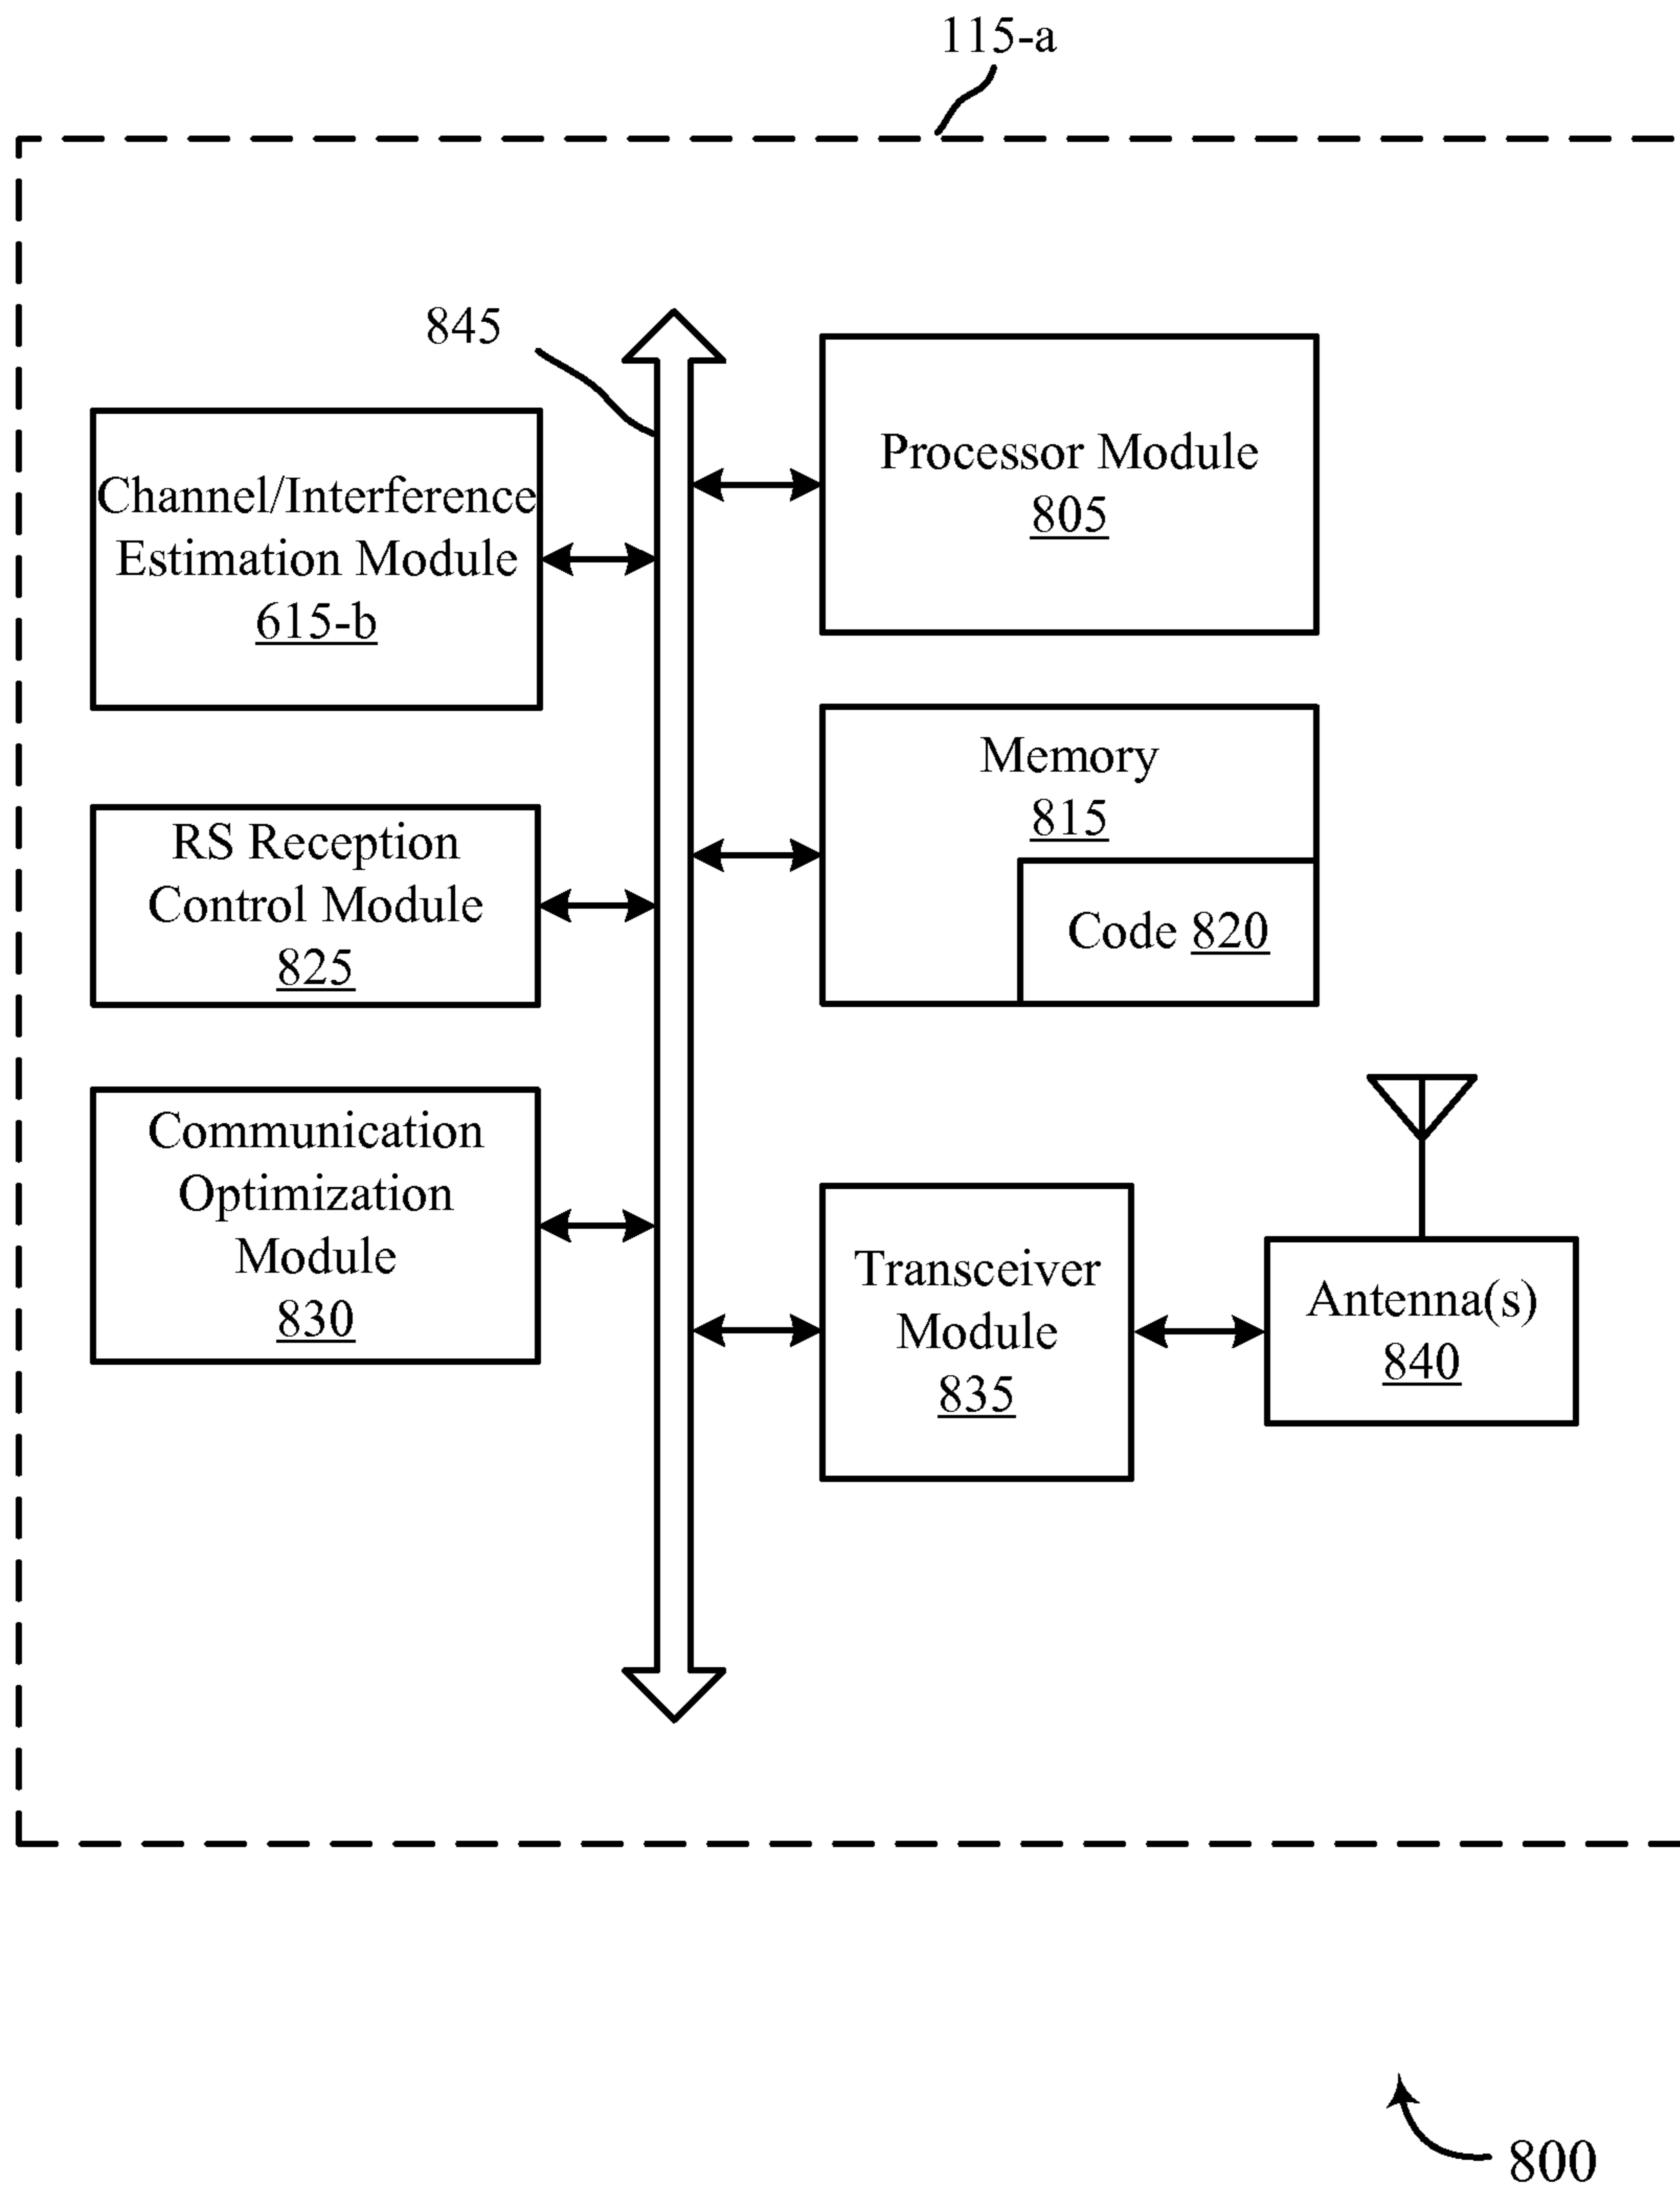 115-a
845
Channel/Interference
Estimation Module
615-b
Processor Module
805
RS Reception
Control Module
825
Memory
815
Code 820
Communication
Optimization
Module
830
Transceiver
Module
835
Antenna(s)
840
800